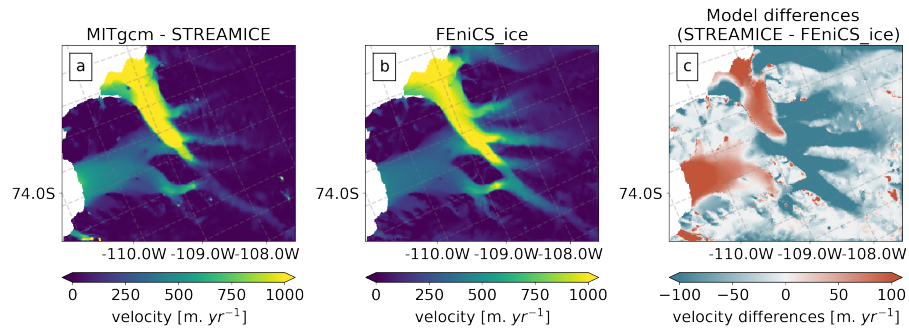 MITgcm - STREAMICE
a
74.0S
-110.0W -109.0W -108.0W
0 250 500 750 1000
velocity [m. yr⁻¹]
FEniCS_ice
b
74.0S
-110.0W -109.0W -108.0W
0 250 500 750 1000
velocity [m. yr⁻¹]
Model differences
(STREAMICE - FEniCS_ice)
c
74.0S
-110.0W -109.0W -108.0W
−100 −50 0 50 100
velocity differences [m. yr⁻¹]